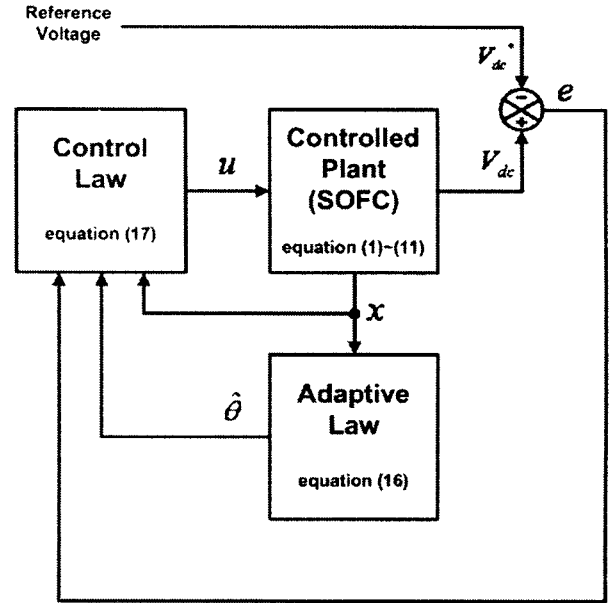 Reference
Voltage
V_dc*
−
e
+
Control
Law
equation (17)
u
Controlled
Plant
(SOFC)
equation (1)~(11)
V_dc
x
θ̂
Adaptive
Law
equation (16)